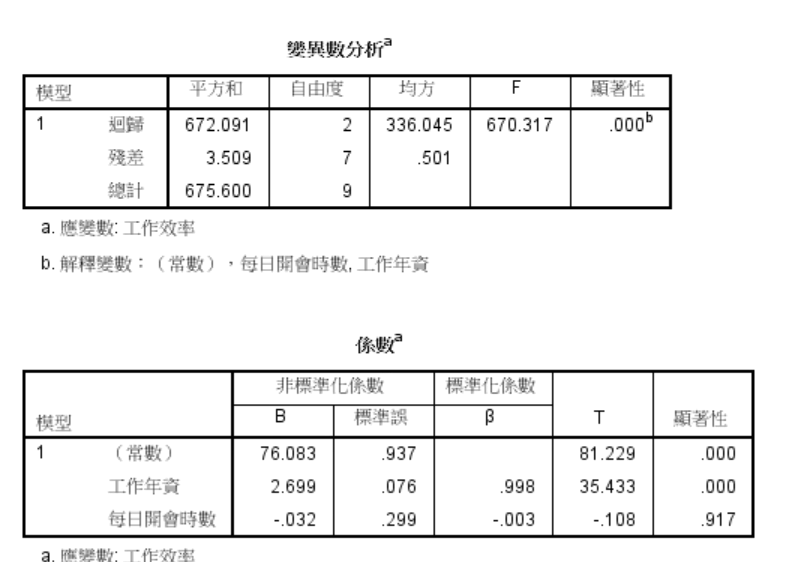 變異數分析a
模型 平方和 自由度 均方 F 顯著性
1 迴歸 672.091 2 336.045 670.317 .000b
殘差 3.509 7 .501
總計 675.600 9
a. 應變數: 工作效率
b. 解釋變數：（常數），每日開會時數, 工作年資
係數a
模型 非標準化係數 標準化係數 T 顯著性
B 標準誤 β
1 （常數） 76.083 .937 81.229 .000
工作年資 2.699 .076 .998 35.433 .000
每日開會時數 -.032 .299 -.003 -.108 .917
a. 應變數: 工作效率